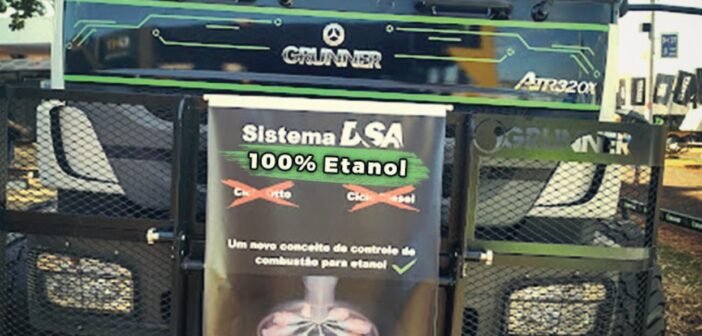 GRUNNER
ATR320X
GRUNNER
Sistema DSA
100% Etanol
Ciclo Otto
Ciclo Diesel
Um novo conceito de controle de
combustão para etanol